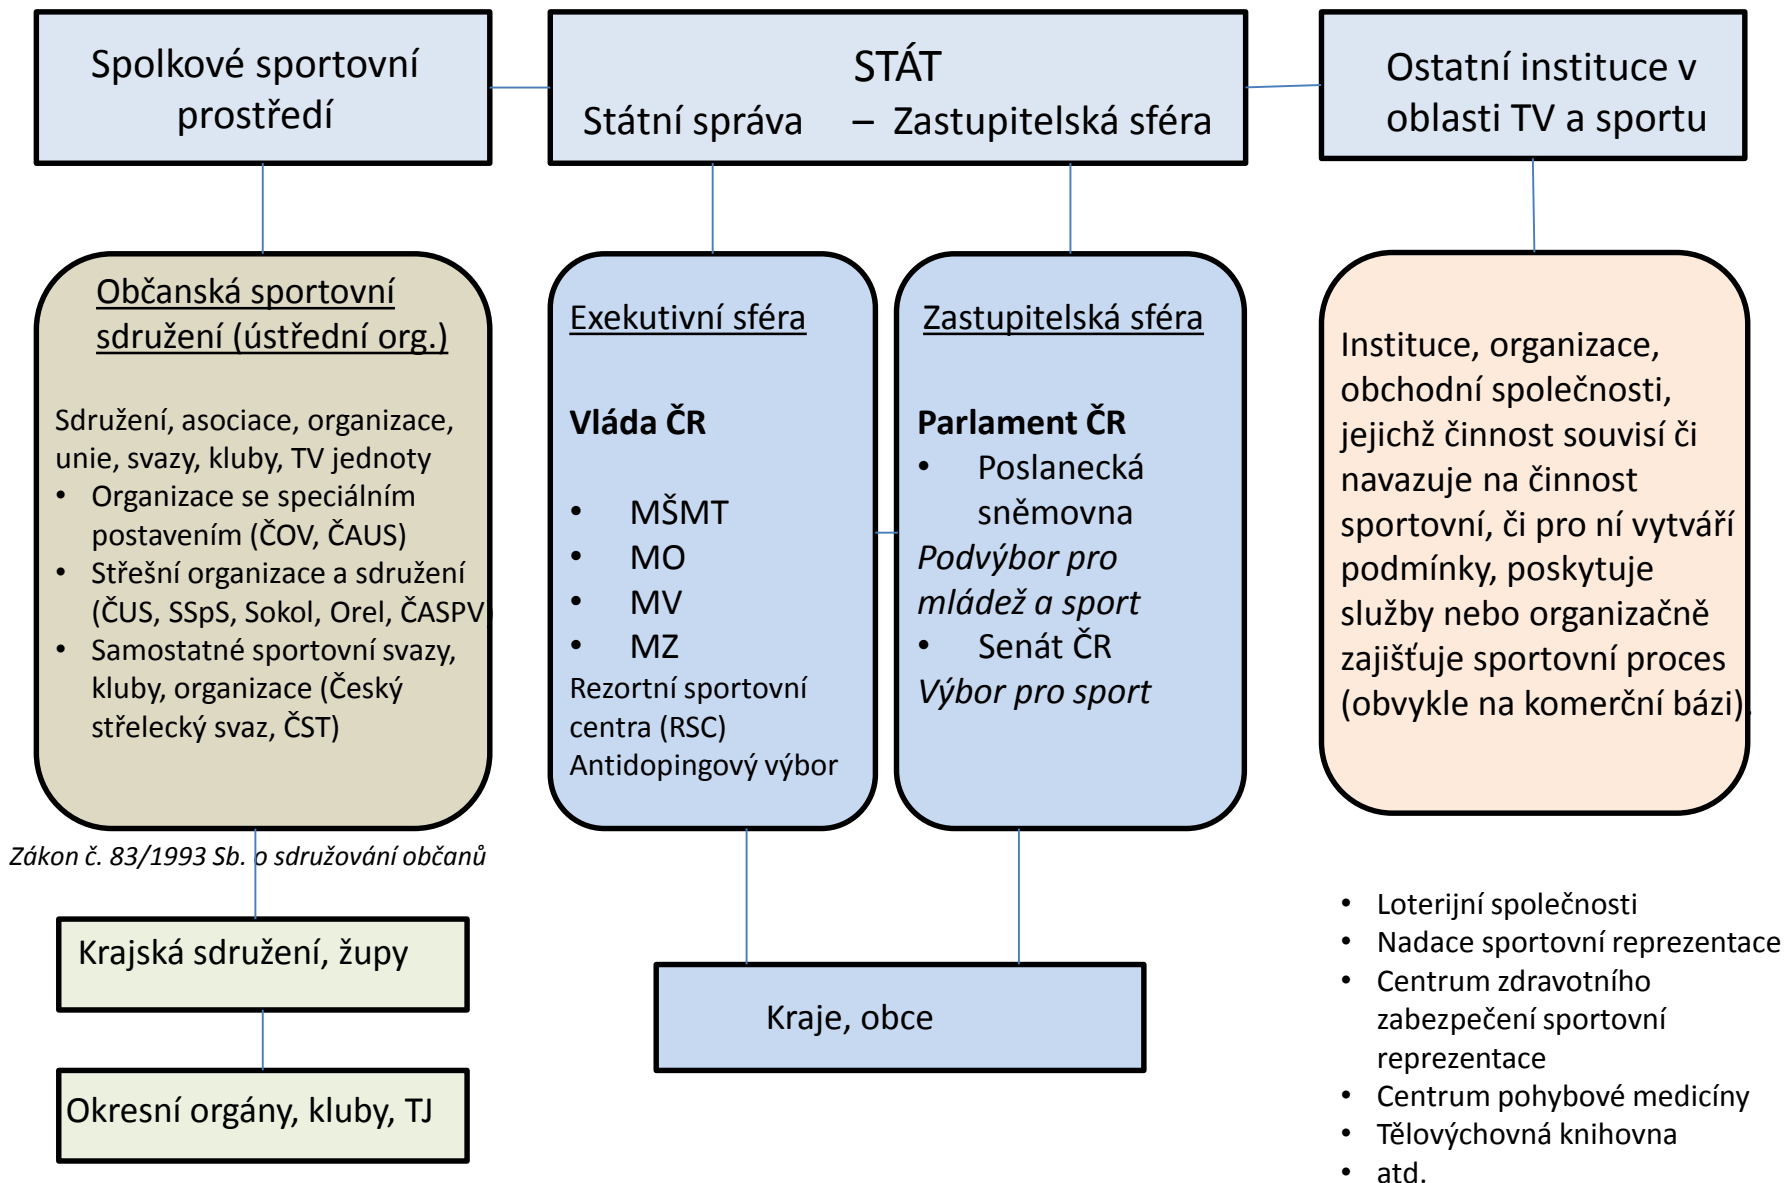 Spolkové sportovní
prostředí
STÁT
Státní správa – Zastupitelská sféra
Ostatní instituce v
oblasti TV a sportu
Občanská sportovní
sdružení (ústřední org.)
Sdružení, asociace, organizace,
unie, svazy, kluby, TV jednoty
• Organizace se speciálním
postavením (ČOV, ČAUS)
• Střešní organizace a sdružení
(ČUS, SSpS, Sokol, Orel, ČASPV)
• Samostatné sportovní svazy,
kluby, organizace (Český
střelecký svaz, ČST)
Exekutivní sféra
Vláda ČR
• MŠMT
• MO
• MV
• MZ
Rezortní sportovní
centra (RSC)
Antidopingový výbor
Zastupitelská sféra
Parlament ČR
• Poslanecká
sněmovna
Podvýbor pro
mládež a sport
• Senát ČR
Výbor pro sport
Instituce, organizace,
obchodní společnosti,
jejichž činnost souvisí či
navazuje na činnost
sportovní, či pro ní vytváří
podmínky, poskytuje
služby nebo organizačně
zajišťuje sportovní proces
(obvykle na komerční bázi).
Zákon č. 83/1993 Sb. o sdružování občanů
Krajská sdružení, župy
Okresní orgány, kluby, TJ
Kraje, obce
• Loterijní společnosti
• Nadace sportovní reprezentace
• Centrum zdravotního
zabezpečení sportovní
reprezentace
• Centrum pohybové medicíny
• Tělovýchovná knihovna
• atd.